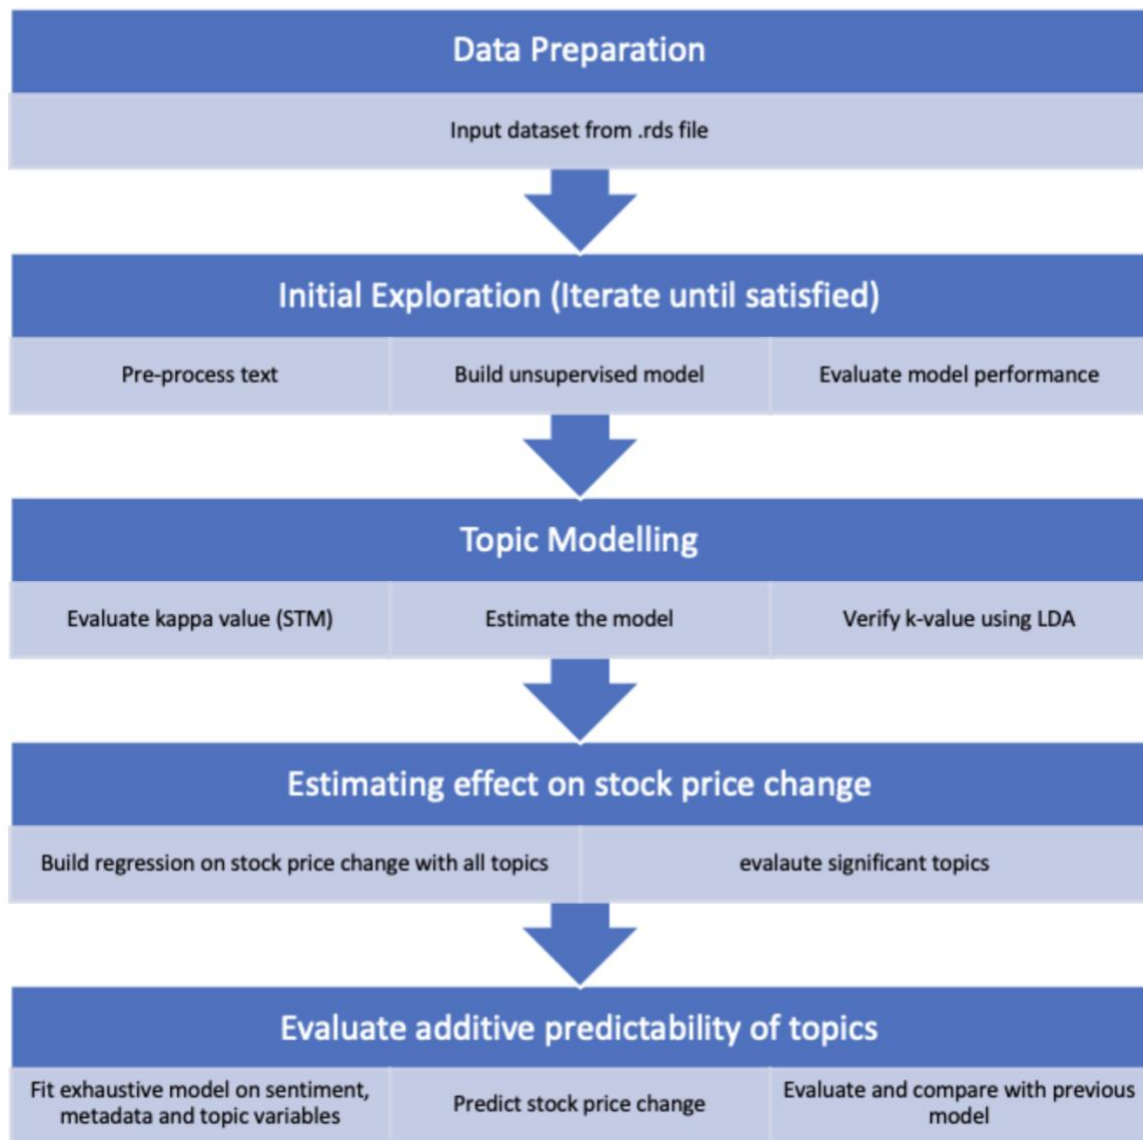 Data Preparation
Input dataset from .rds file
Initial Exploration (Iterate until satisfied)
Pre-process text
Build unsupervised model
Evaluate model performance
Topic Modelling
Evaluate kappa value (STM)
Estimate the model
Verify k-value using LDA
Estimating effect on stock price change
Build regression on stock price change with all topics
evalaute significant topics
Evaluate additive predictability of topics
Fit exhaustive model on sentiment,
metadata and topic variables
Predict stock price change
Evaluate and compare with previous
model